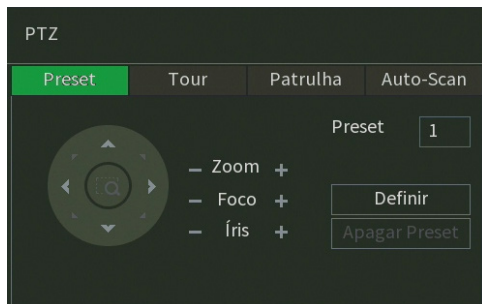 PTZ
Preset Tour Patrulha Auto-Scan
Preset 1
− Zoom +
− Foco + Definir
− Íris + Apagar Preset